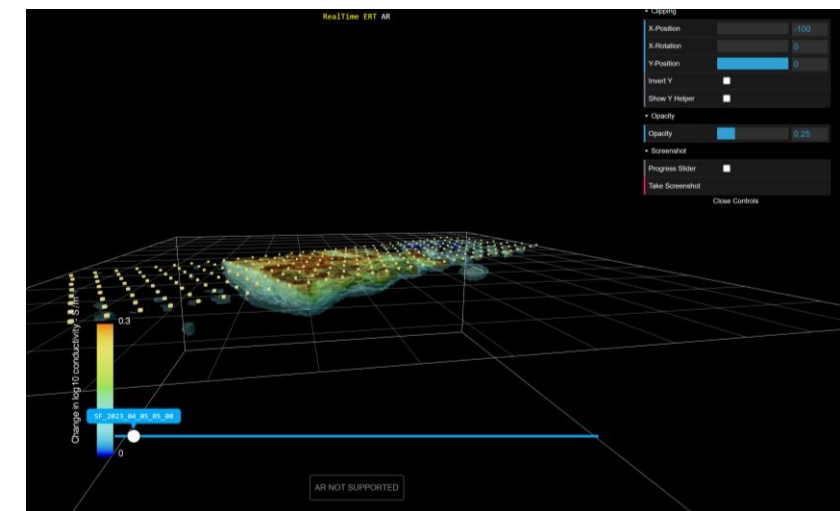 RealTime ERT AR
▾ Clipping
X-Position -100
X-Rotation 0
Y-Position 0
Invert Y
Show Y Helper
▾ Opacity
Opacity 0.25
▾ Screenshot
Progress Slider
Take Screenshot
Close Controls
Change in log10 conductivity - S/m
0.3
SF_2023_04_05_05_00
0
AR NOT SUPPORTED